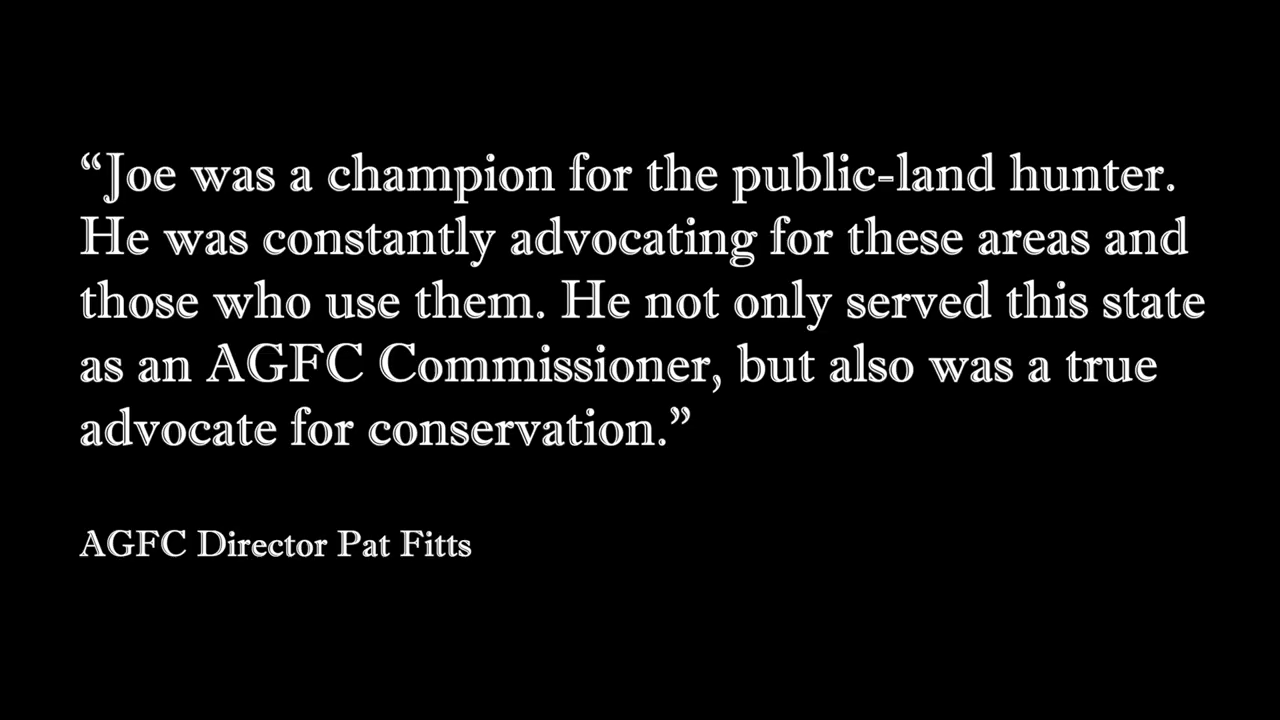 “Joe was a champion for the public-land hunter.
He was constantly advocating for these areas and
those who use them. He not only served this state
as an AGFC Commissioner, but also was a true
advocate for conservation.”
AGFC Director Pat Fitts